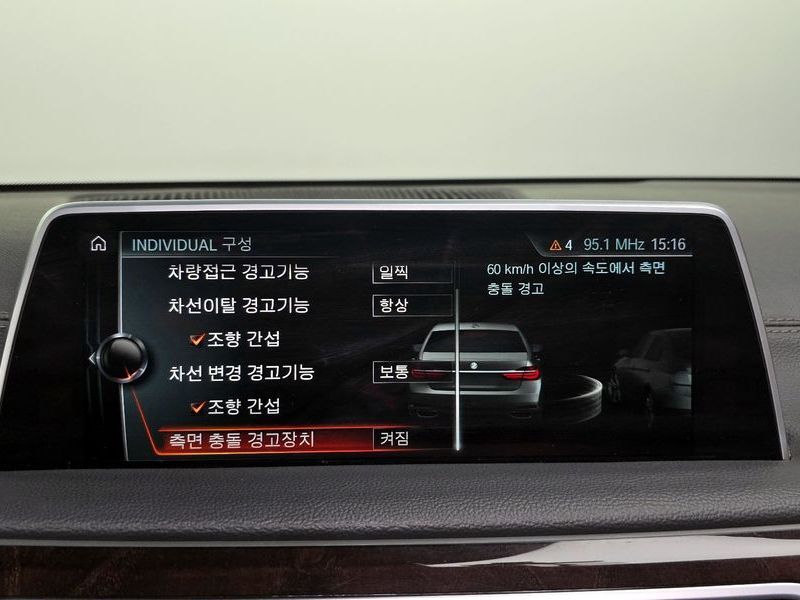 INDIVIDUAL 구성
4 95.1 MHz 15:16
차량접근 경고기능 일찍
차선이탈 경고기능 항상
조향 간섭
차선 변경 경고기능 보통
조향 간섭
측면 충돌 경고장치 켜짐
60 km/h 이상의 속도에서 측면
충돌 경고